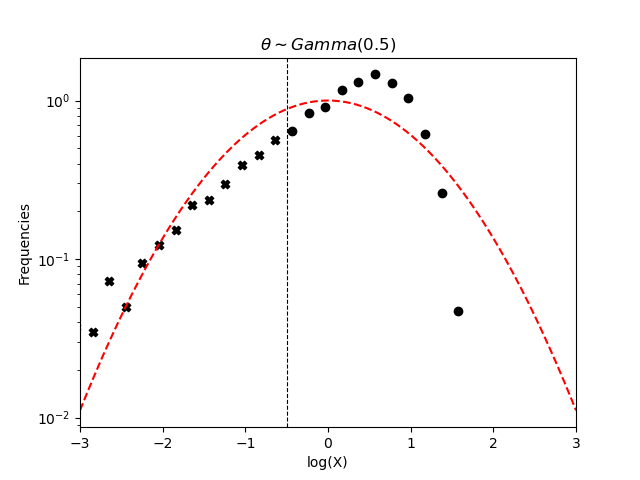 θ ~ Gamma(0.5)
Frequencies
10⁰
10⁻¹
10⁻²
−3 −2 −1 0 1 2 3
log(X)